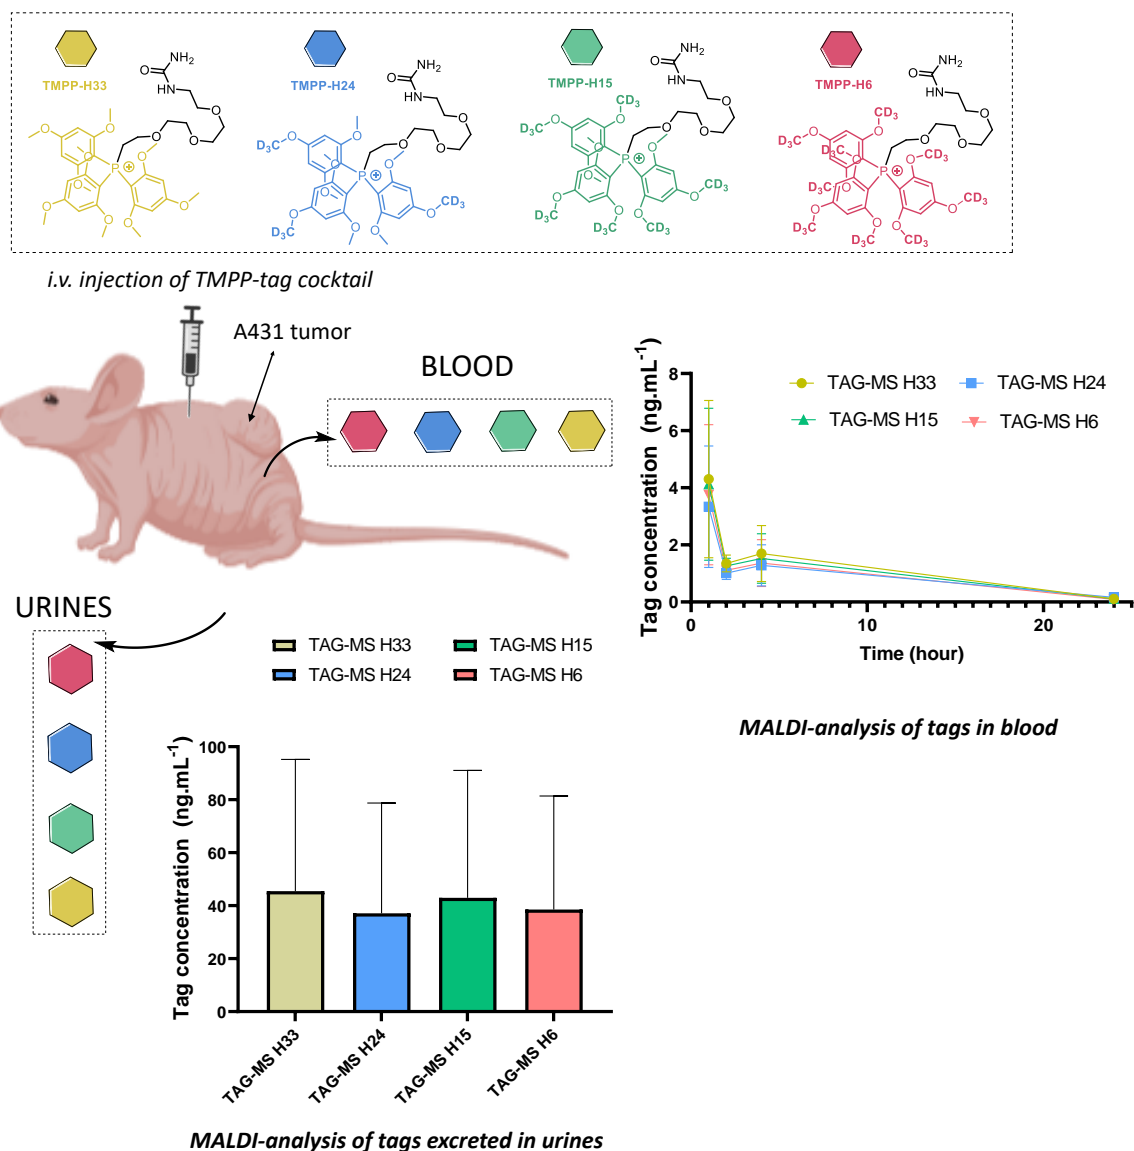 TMPP-H33
TMPP-H24
TMPP-H15
TMPP-H6
NH2
O
HN
O
O
O
O
O
O
O
O
O
O
P
⊕
O
O
O
NH2
O
HN
O
D3C
O
O
O
O
O
O
O
P
⊕
O
O
CD3
O
O
D3C
O
O
NH2
O
HN
CD3
O
D3C
O
O
O
O
O
O
P
⊕
O
CD3
O
D3C
O
O
D3C
O
CD3
NH2
O
HN
CD3
O
D3C
O
D3C
O
O
CD3
O
O
P
⊕
D3C
O
O
CD3
D3C
O
O
D3C
O
CD3
i.v. injection of TMPP-tag cocktail
A431 tumor
BLOOD
URINES
Tag concentration (ng.mL-1)
8
6
4
2
0
0
10
20
Time (hour)
TAG-MS H33
TAG-MS H24
TAG-MS H15
TAG-MS H6
MALDI-analysis of tags in blood
TAG-MS H33
TAG-MS H15
TAG-MS H24
TAG-MS H6
Tag concentration (ng.mL-1)
100
80
60
40
20
0
TAG-MS H33
TAG-MS H24
TAG-MS H15
TAG-MS H6
MALDI-analysis of tags excreted in urines